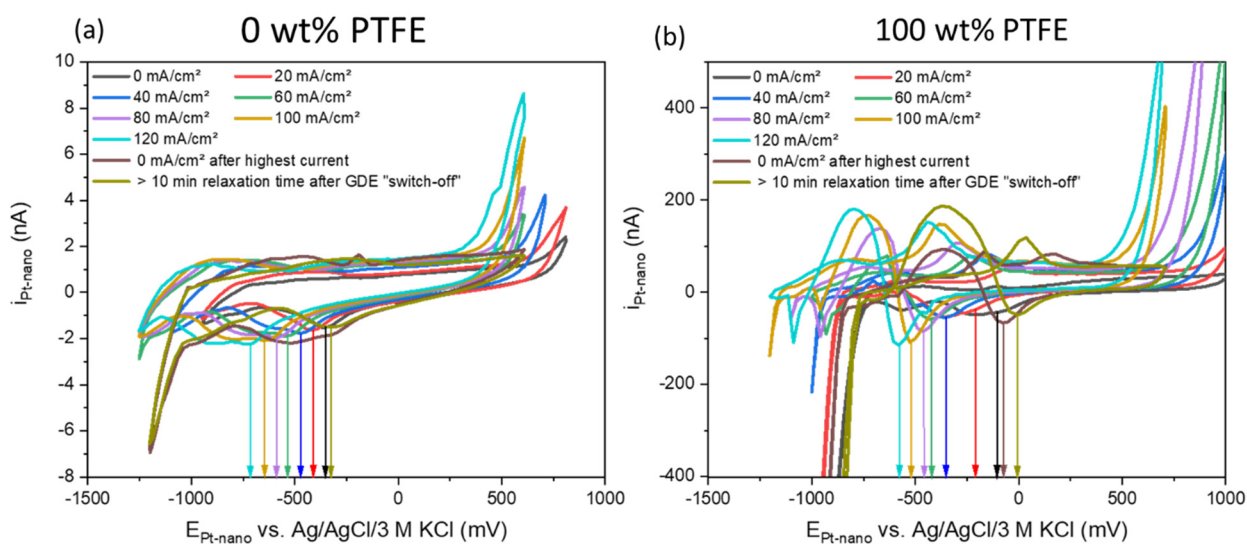 (a) 0 wt% PTFE
10
8
6
4
2
0
-2
-4
-6
-8
i Pt-nano (nA)
0 mA/cm² 20 mA/cm²
40 mA/cm² 60 mA/cm²
80 mA/cm² 100 mA/cm²
120 mA/cm²
0 mA/cm² after highest current
> 10 min relaxation time after GDE "switch-off"
-1500 -1000 -500 0 500 1000
E Pt-nano vs. Ag/AgCl/3 M KCl (mV)
(b) 100 wt% PTFE
400
200
0
-200
-400
i Pt-nano (nA)
0 mA/cm² 20 mA/cm²
40 mA/cm² 60 mA/cm²
80 mA/cm² 100 mA/cm²
120 mA/cm²
0 mA/cm² after highest current
> 10 min relaxation time after GDE "switch-off"
-1500 -1000 -500 0 500 1000
E Pt-nano vs. Ag/AgCl/3 M KCl (mV)